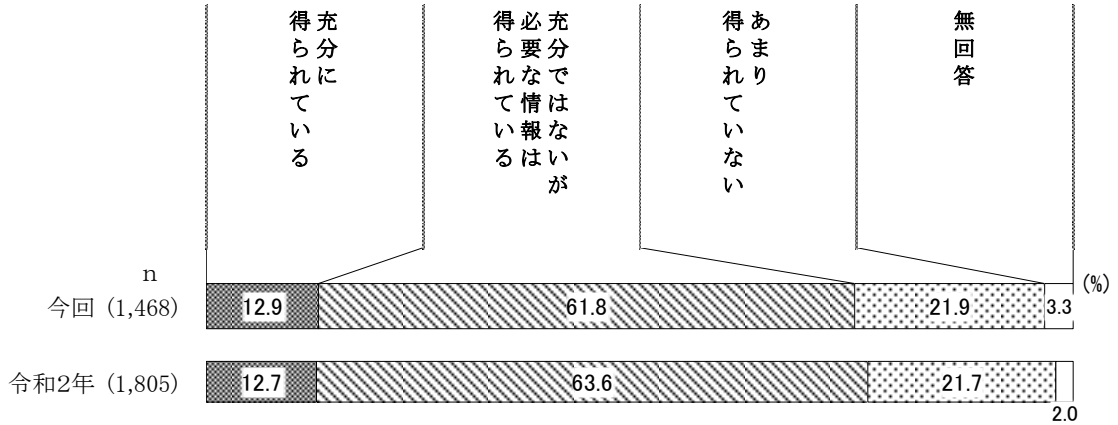 充分に
得られている
充分ではないが
必要な情報は
得られている
あまり
得られていない
無回答
n
(%)
今回 (1,468)
12.9
61.8
21.9
3.3
令和2年 (1,805)
12.7
63.6
21.7
2.0